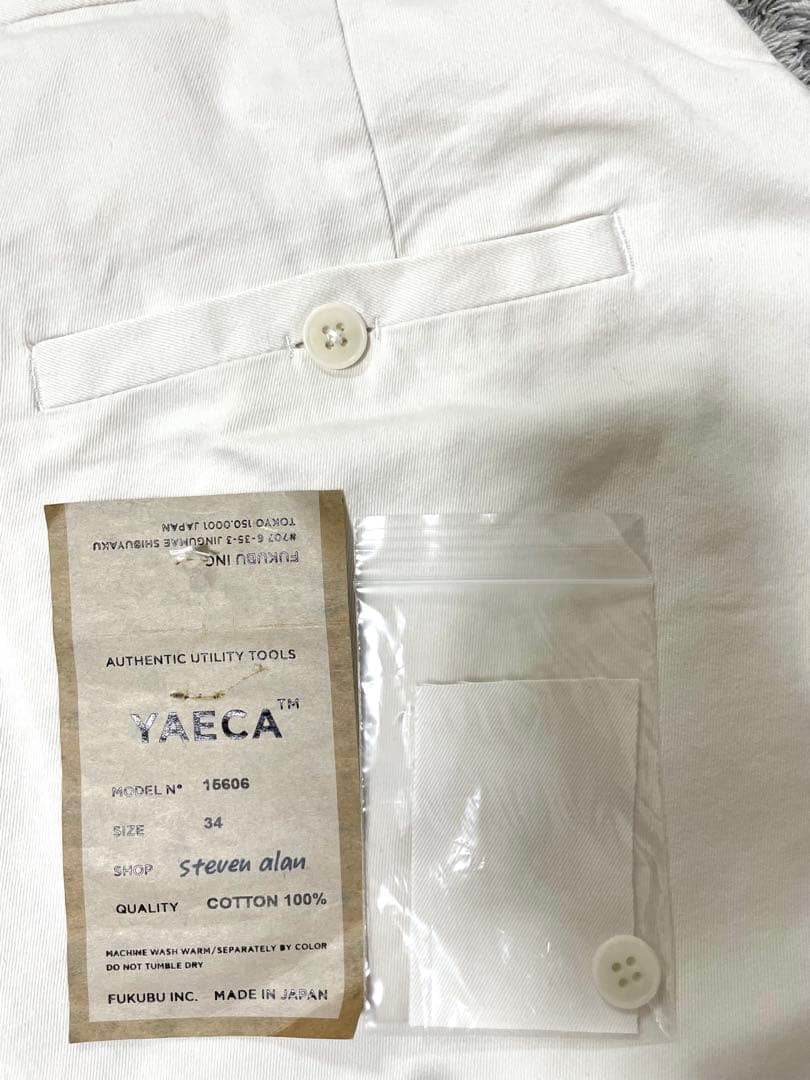 FUKUBU INC
#707 6-35-3 JINGUMAE SHIBUYAKU
TOKYO 150.0001 JAPAN
AUTHENTIC UTILITY TOOLS
YAECA™
MODEL N° 15606
SIZE 34
SHOP steven alan
QUALITY COTTON 100%
MACHINE WASH WARM/SEPARATELY BY COLOR
DO NOT TUMBLE DRY
FUKUBU INC. MADE IN JAPAN